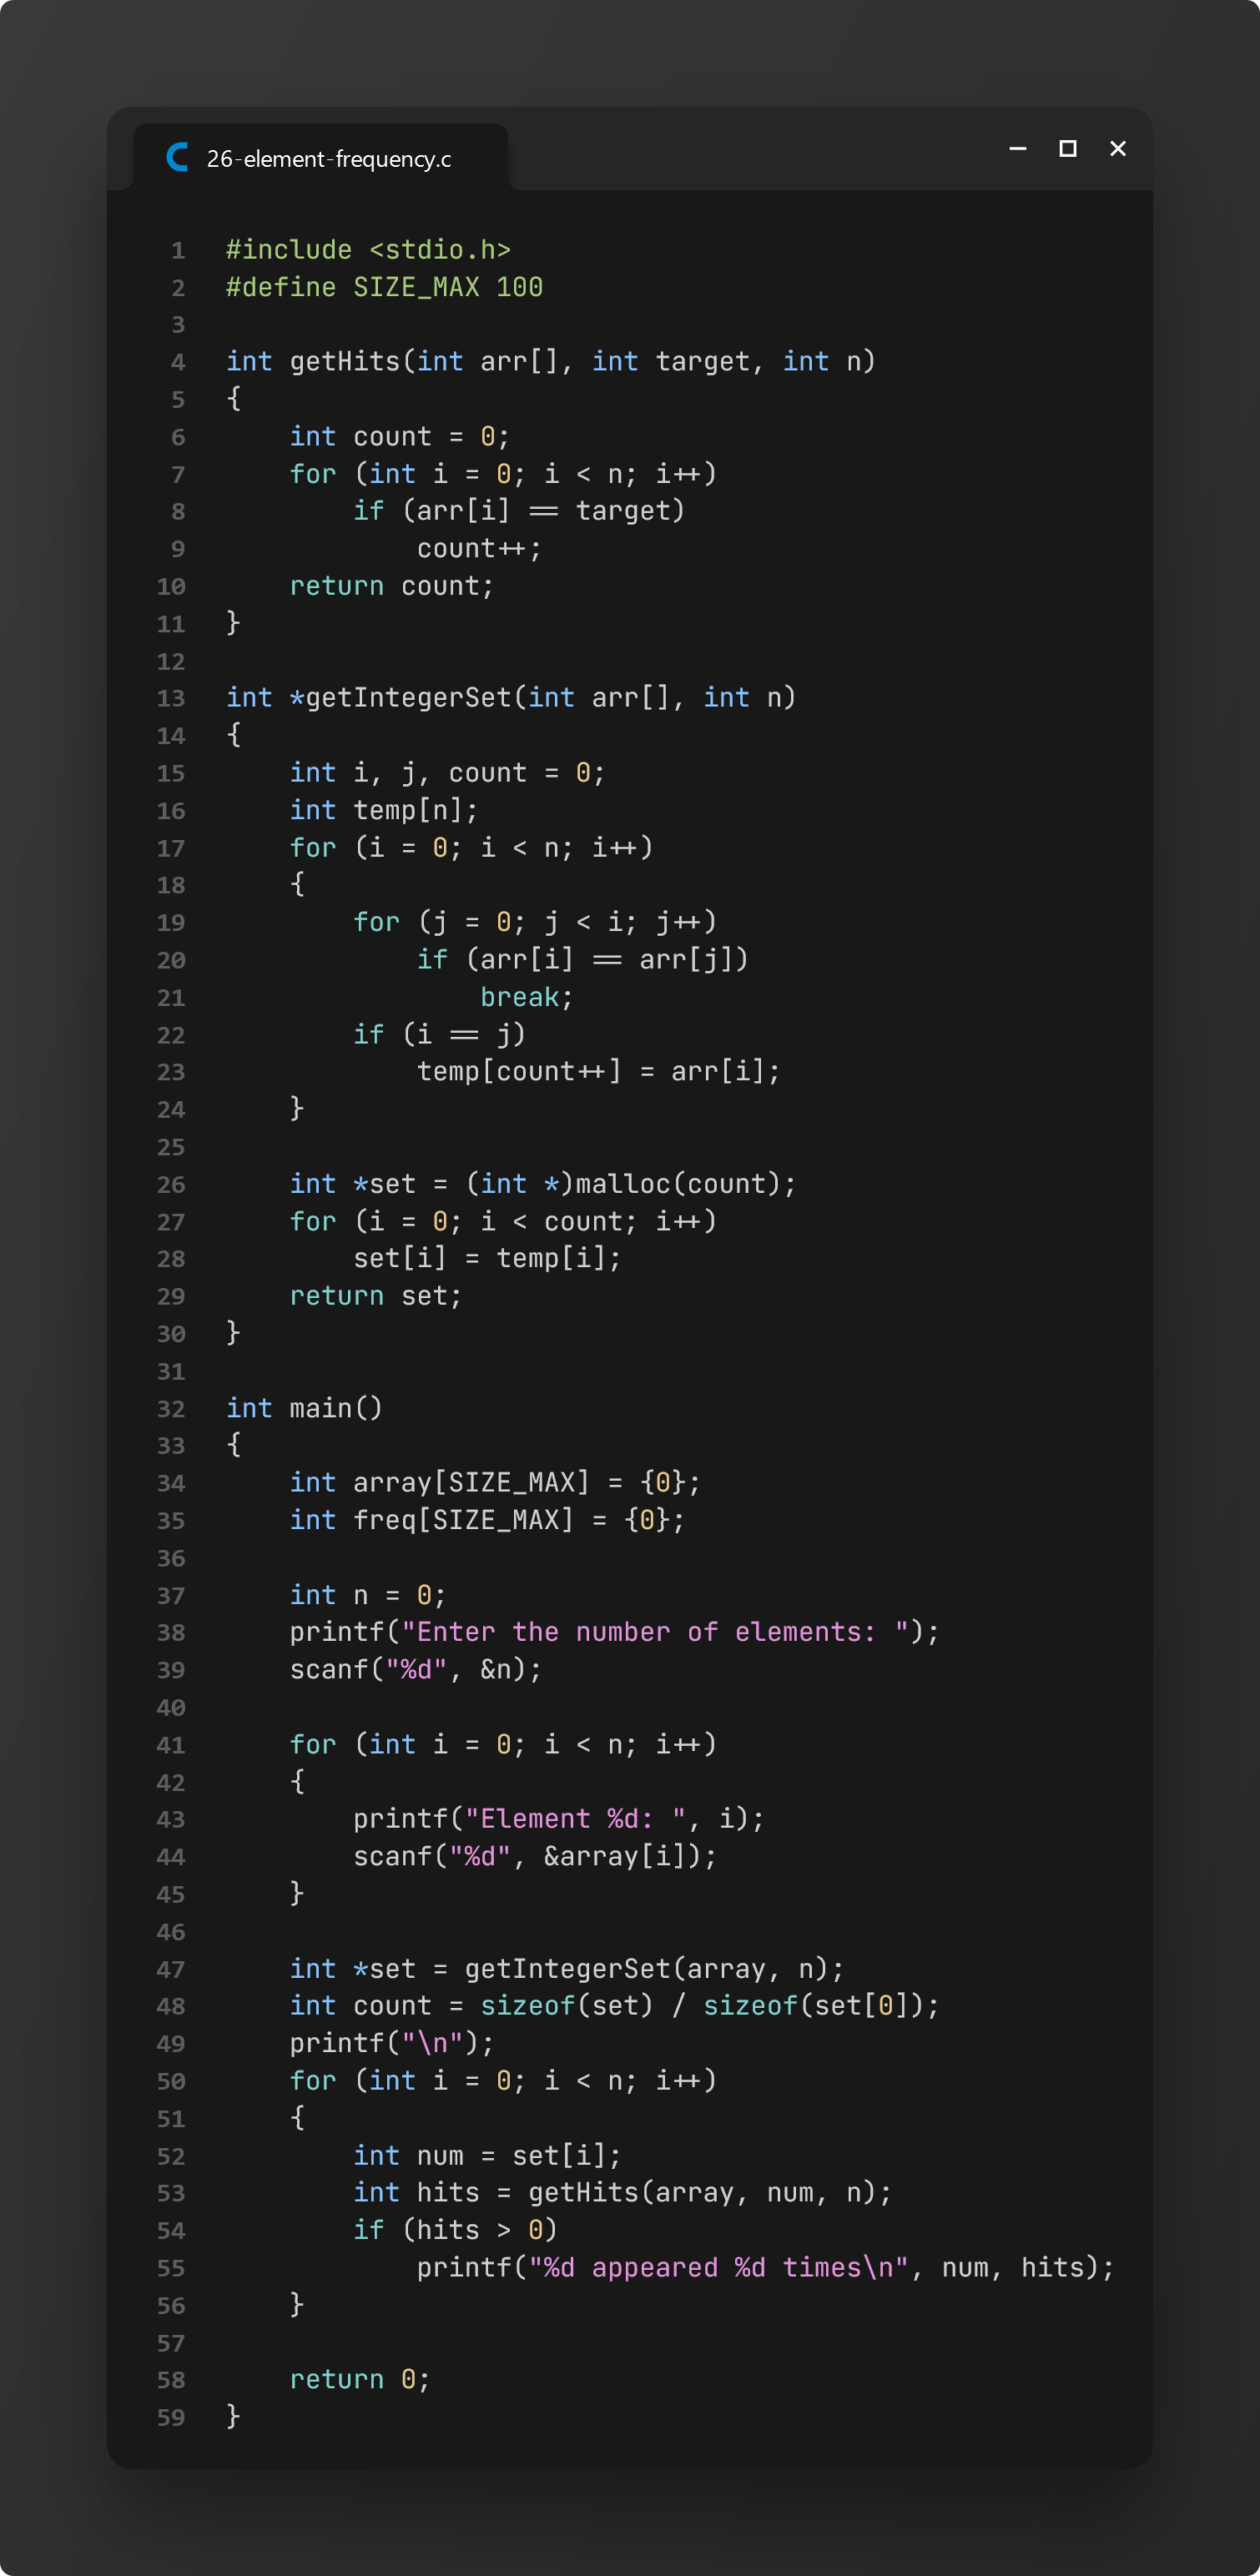 26-element-frequency.c
1 #include <stdio.h>
2 #define SIZE_MAX 100
3
4 int getHits(int arr[], int target, int n)
5 {
6     int count = 0;
7     for (int i = 0; i < n; i++)
8         if (arr[i] == target)
9             count++;
10     return count;
11 }
12
13 int *getIntegerSet(int arr[], int n)
14 {
15     int i, j, count = 0;
16     int temp[n];
17     for (i = 0; i < n; i++)
18     {
19         for (j = 0; j < i; j++)
20             if (arr[i] == arr[j])
21                 break;
22         if (i == j)
23             temp[count++] = arr[i];
24     }
25
26     int *set = (int *)malloc(count);
27     for (i = 0; i < count; i++)
28         set[i] = temp[i];
29     return set;
30 }
31
32 int main()
33 {
34     int array[SIZE_MAX] = {0};
35     int freq[SIZE_MAX] = {0};
36
37     int n = 0;
38     printf("Enter the number of elements: ");
39     scanf("%d", &n);
40
41     for (int i = 0; i < n; i++)
42     {
43         printf("Element %d: ", i);
44         scanf("%d", &array[i]);
45     }
46
47     int *set = getIntegerSet(array, n);
48     int count = sizeof(set) / sizeof(set[0]);
49     printf("\n");
50     for (int i = 0; i < n; i++)
51     {
52         int num = set[i];
53         int hits = getHits(array, num, n);
54         if (hits > 0)
55             printf("%d appeared %d times\n", num, hits);
56     }
57
58     return 0;
59 }